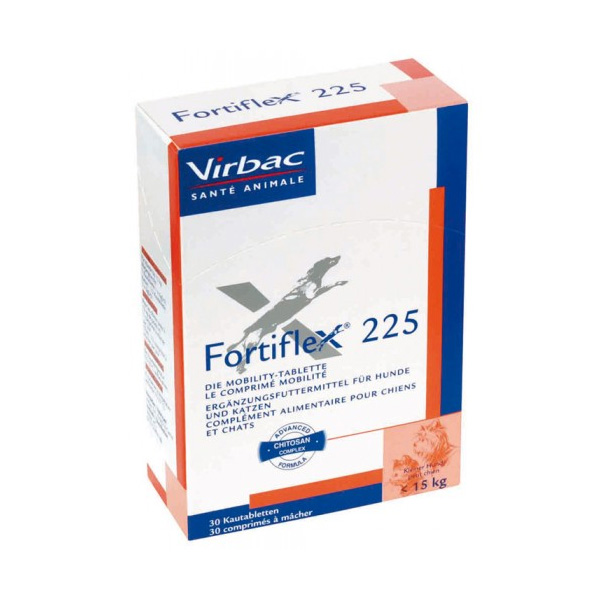 Fortiflex 225
Virbac
SANTÉ ANIMALE
Fortiflex® 225
DIE MOBILITY-TABLETTE
LE COMPRIMÉ MOBILITÉ
ERGÄNZUNGSFUTTERMITTEL FÜR HUNDE
UND KATZEN
COMPLÉMENT ALIMENTAIRE POUR CHIENS
ET CHATS
ADVANCED
CHITOSAN
COMPLEX
FORMULA
< 15 kg
30 Kautabletten
30 comprimés à mâcher